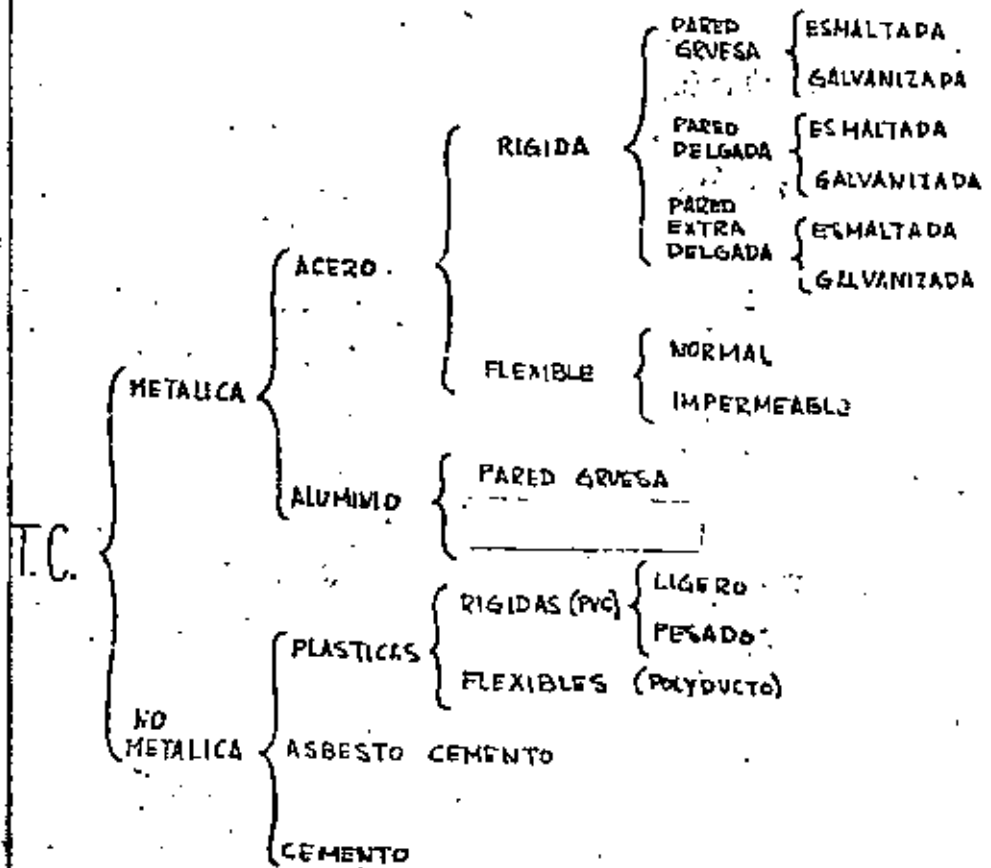 T.C.
METALICA
ACERO
RIGIDA
PARED
GRUESA
ESMALTADA
GALVANIZADA
PARED
DELGADA
ESMALTADA
GALVANIZADA
PARED
EXTRA
DELGADA
ESMALTADA
GALVANIZADA
FLEXIBLE
NORMAL
IMPERMEABLE
ALUMINIO
PARED GRUESA
NO
METALICA
PLASTICAS
RIGIDAS (PVC)
LIGERO
PESADO
FLEXIBLES (POLYDUCTO)
ASBESTO CEMENTO
CEMENTO